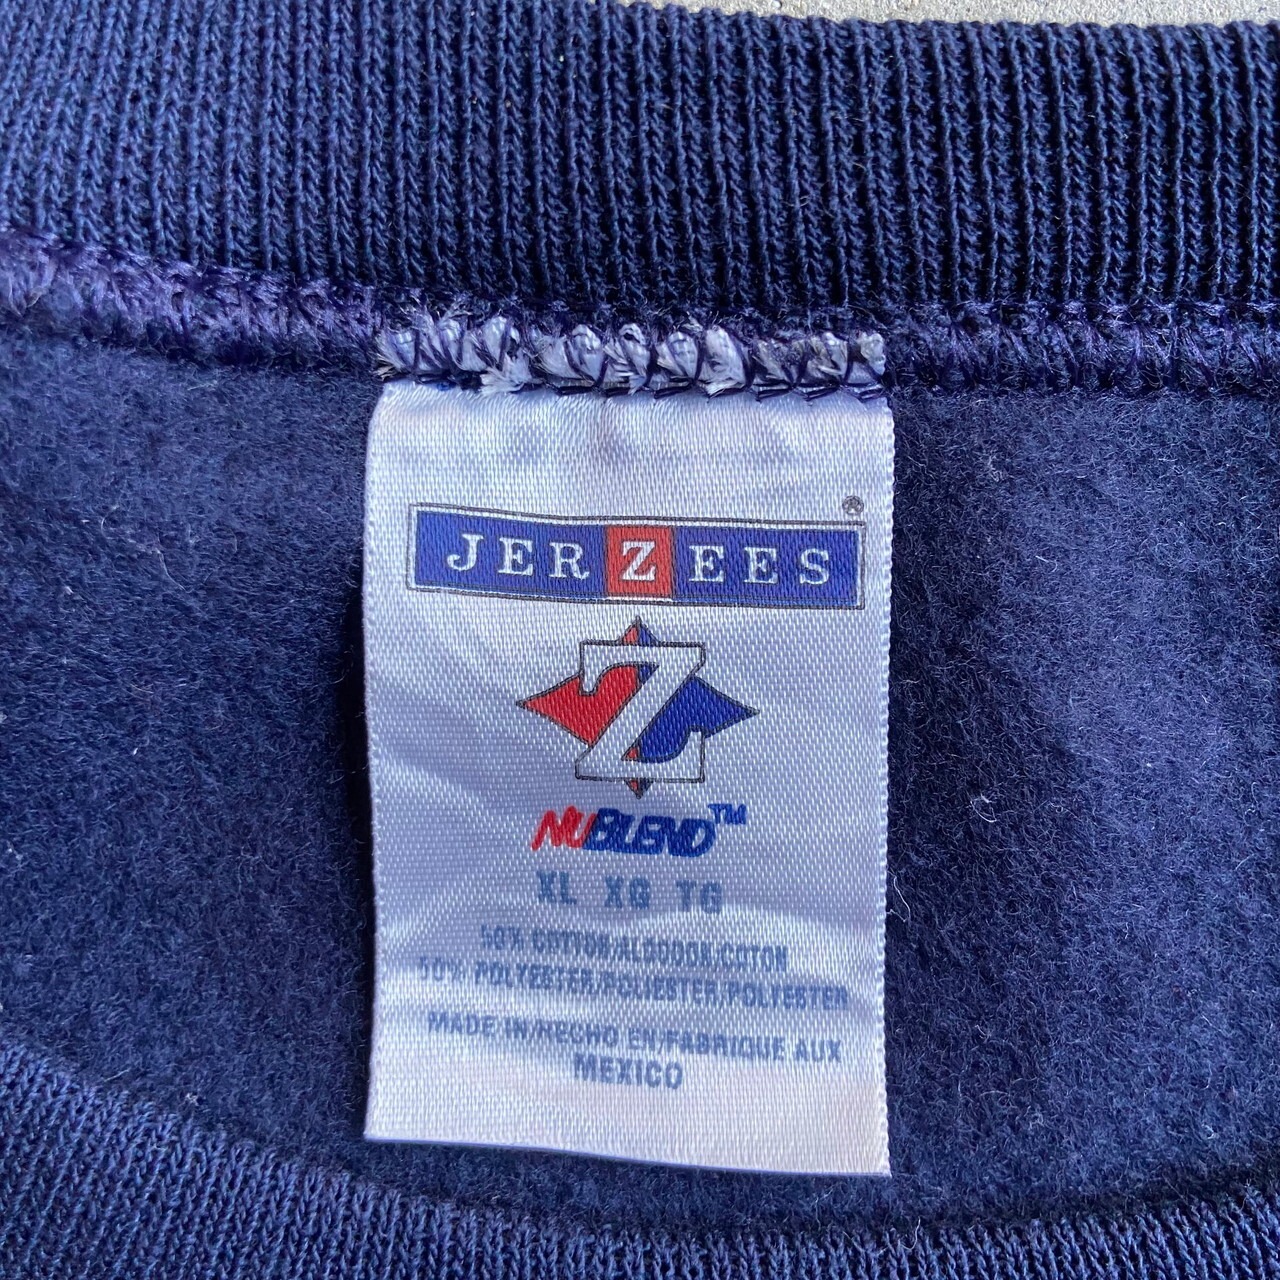 JERZEES®
Z
NUBLEND™
XL XG TG
50% COTTON/ALGODON/COTON
50% POLYESTER/POLIESTER/POLYESTER
MADE IN/HECHO EN/FABRIQUE AUX
MEXICO